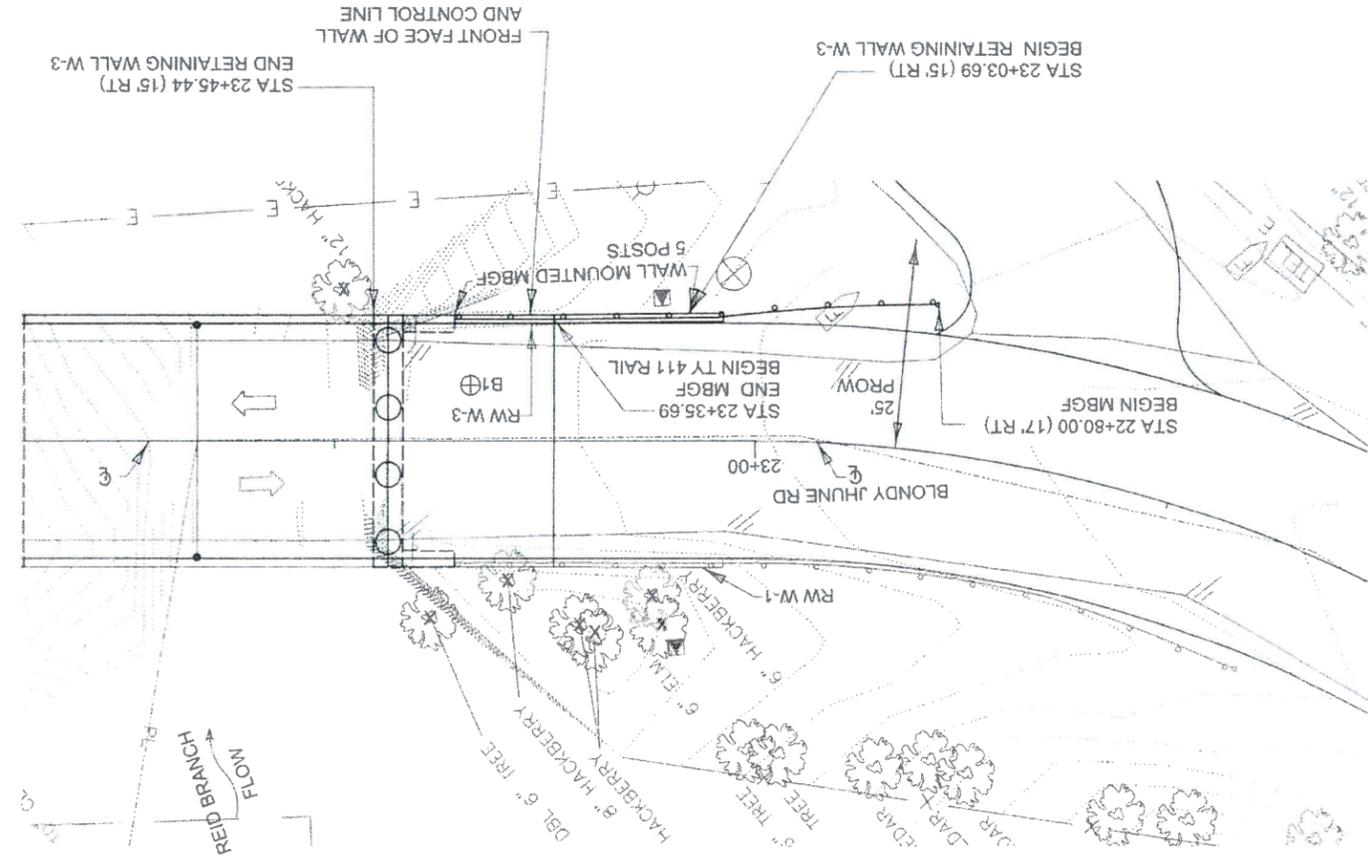 REID BRANCH
FLOW
PL
DBL 6" TREE
8" HACKBERRY
HACKBERRY
6" ELM
6" HACKBERRY
TREE
TREE
RW W-1
BLONDY JHUNE RD
23+00
STA 22+80.00 (17' RT)
BEGIN MBGF
25'
PROW
STA 23+35.69
END MBGF
BEGIN TY 411 RAIL
RW W-3
B1
WALL MOUNTED MBGF
5 POSTS
12" HACKB
E
E
E
E
TEL
STA 23+03.69 (15' RT)
BEGIN RETAINING WALL W-3
STA 23+45.44 (15' RT)
END RETAINING WALL W-3
FRONT FACE OF WALL
AND CONTROL LINE